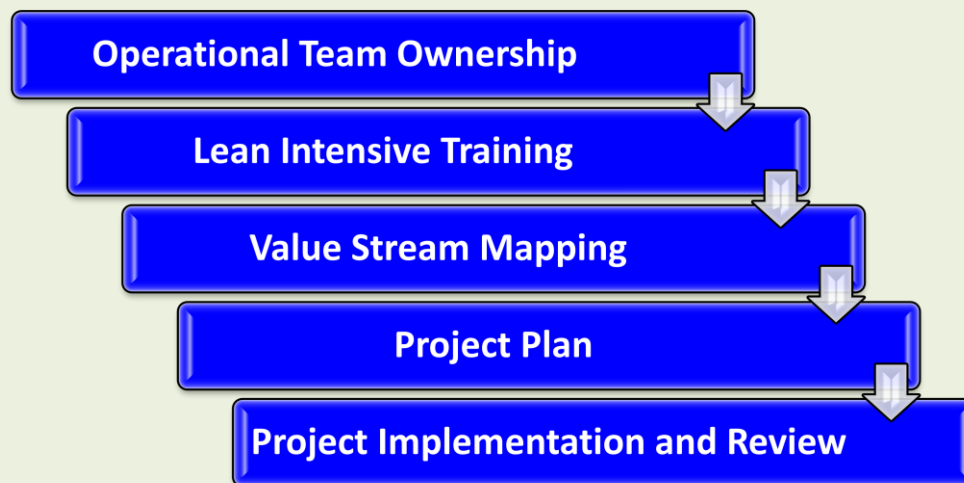 Operational Team Ownership
Lean Intensive Training
Value Stream Mapping
Project Plan
Project Implementation and Review